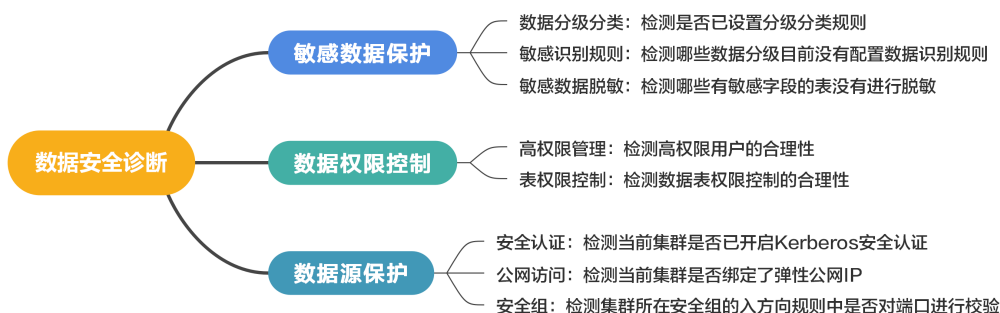 数据安全诊断
敏感数据保护
数据分级分类：检测是否已设置分级分类规则
敏感识别规则：检测哪些数据分级目前没有配置数据识别规则
敏感数据脱敏：检测哪些有敏感字段的表没有进行脱敏
数据权限控制
高权限管理：检测高权限用户的合理性
表权限控制：检测数据表权限控制的合理性
数据源保护
安全认证：检测当前集群是否已开启Kerberos安全认证
公网访问：检测当前集群是否绑定了弹性公网IP
安全组：检测集群所在安全组的入方向规则中是否对端口进行校验